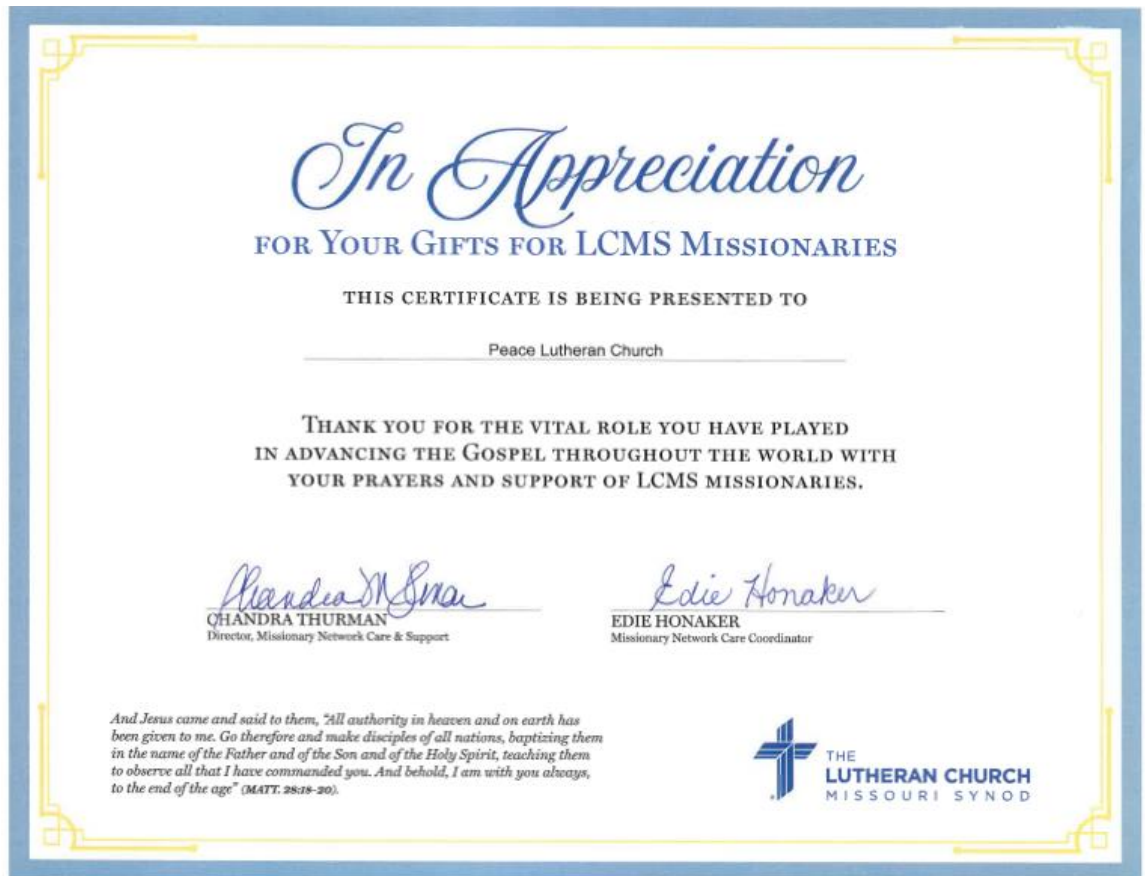 In Appreciation
FOR YOUR GIFTS FOR LCMS MISSIONARIES
THIS CERTIFICATE IS BEING PRESENTED TO
Peace Lutheran Church
THANK YOU FOR THE VITAL ROLE YOU HAVE PLAYED
IN ADVANCING THE GOSPEL THROUGHOUT THE WORLD WITH
YOUR PRAYERS AND SUPPORT OF LCMS MISSIONARIES.
Chandra M
Edie Honaker
CHANDRA THURMAN
Director, Missionary Network Care & Support
EDIE HONAKER
Missionary Network Care Coordinator
And Jesus came and said to them, "All authority in heaven and on earth has
been given to me. Go therefore and make disciples of all nations, baptizing them
in the name of the Father and of the Son and of the Holy Spirit, teaching them
to observe all that I have commanded you. And behold, I am with you always,
to the end of the age" (MATT. 28:18-20).
THE
LUTHERAN CHURCH
MISSOURI SYNOD